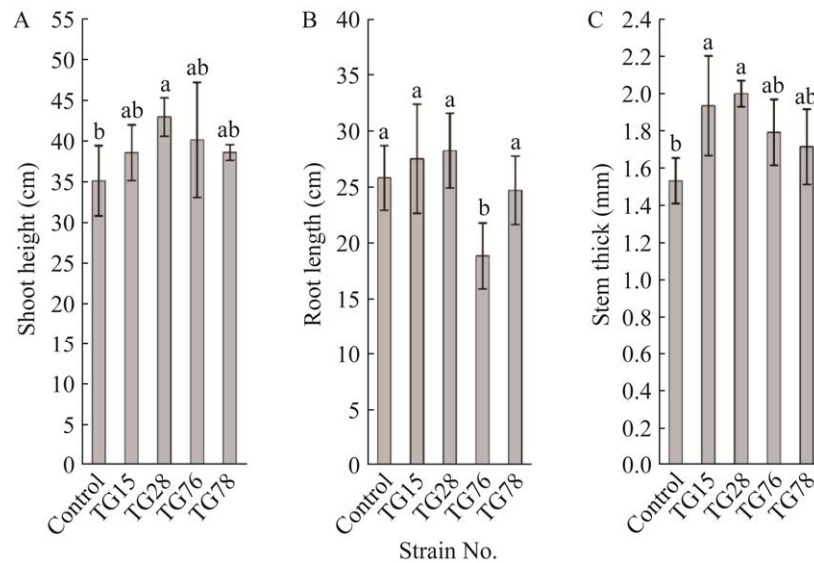 A
Shoot height (cm)
55
50
45
40
35
30
25
20
15
10
5
0
b
ab
a
ab
ab
Control
TG15
TG28
TG76
TG78
B
Root length (cm)
40
35
30
25
20
15
10
5
0
a
a
a
b
a
Control
TG15
TG28
TG76
TG78
Strain No.
C
Stem thick (mm)
2.4
2.2
2.0
1.8
1.6
1.4
1.2
1.0
0.8
0.6
0.4
0.2
0.0
b
a
a
ab
ab
Control
TG15
TG28
TG76
TG78